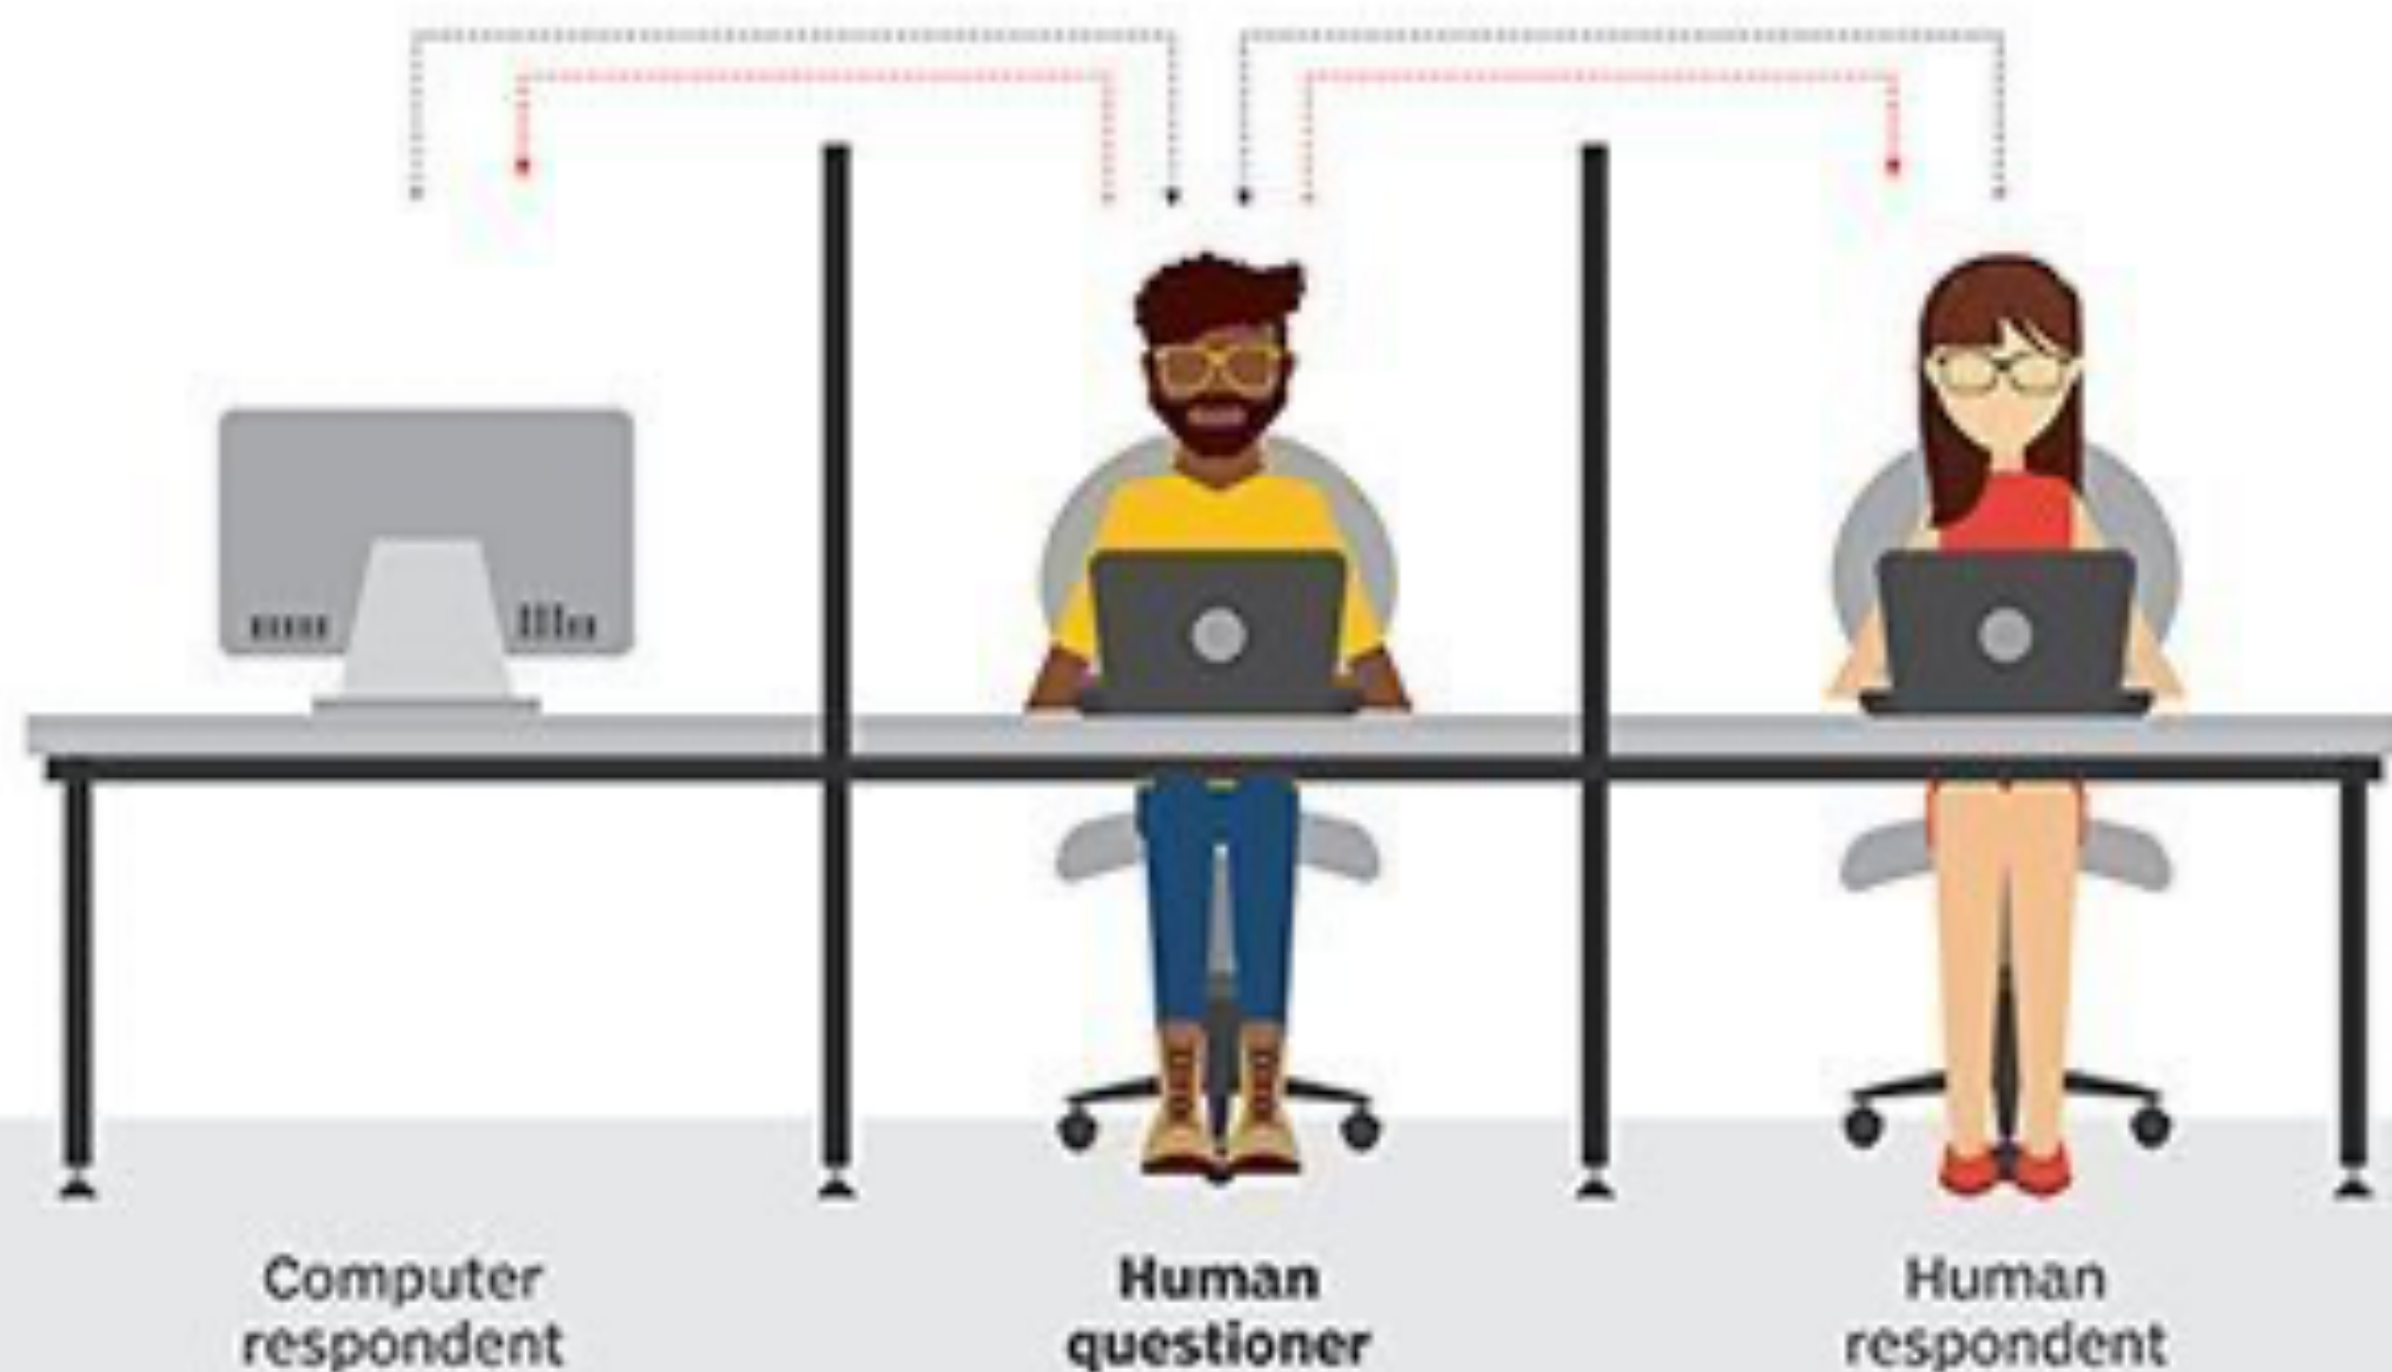 Computer
respondent
Human
questioner
Human
respondent